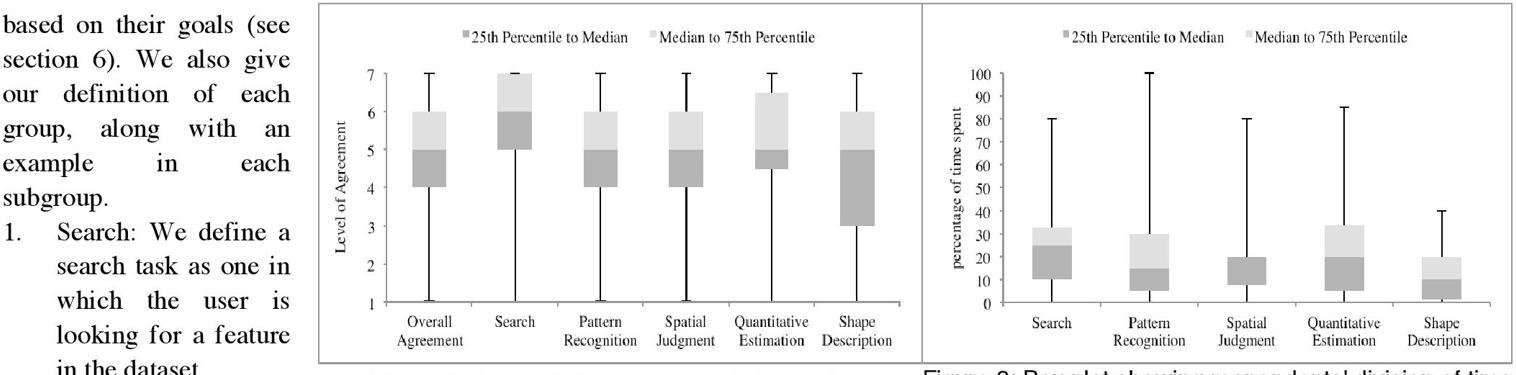 based on their goals (see
section 6). We also give
our definition of each
group, along with an
example in each
subgroup.
1. Search: We define a
search task as one in
which the user is
looking for a feature
in the dataset
25th Percentile to Median Median to 75th Percentile
Level of Agreement
7
6
5
4
3
2
1
Overall Agreement
Search
Pattern Recognition
Spatial Judgment
Quantitative Estimation
Shape Description
25th Percentile to Median Median to 75th Percentile
percentage of time spent
100
90
80
70
60
50
40
30
20
10
0
Search
Pattern Recognition
Spatial Judgment
Quantitative Estimation
Shape Description